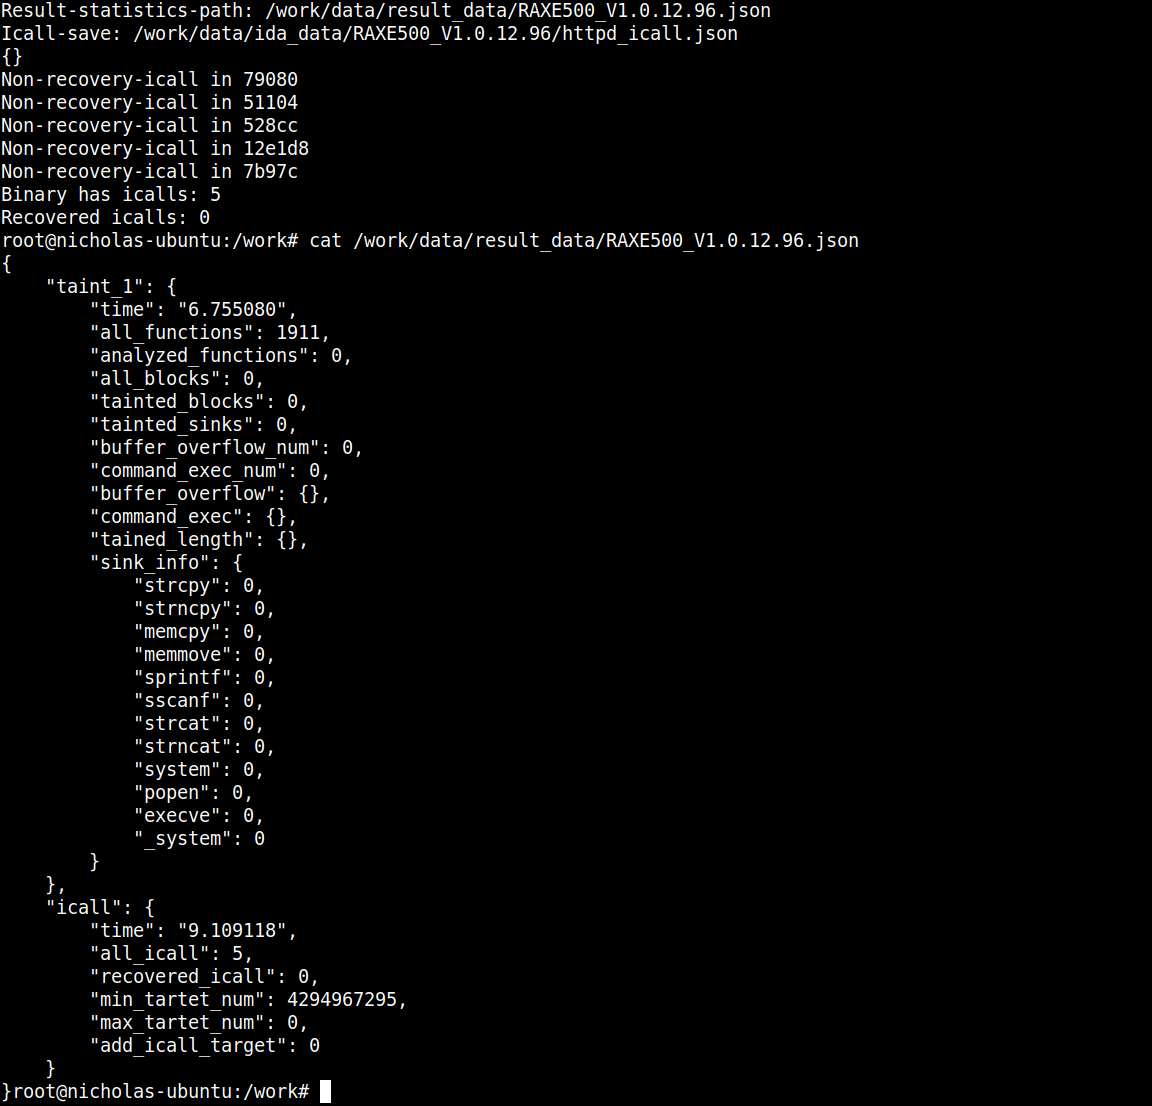 Result-statistics-path: /work/data/result_data/RAXE500_V1.0.12.96.json
Icall-save: /work/data/ida_data/RAXE500_V1.0.12.96/httpd_icall.json
{}
Non-recovery-icall in 79080
Non-recovery-icall in 51104
Non-recovery-icall in 528cc
Non-recovery-icall in 12e1d8
Non-recovery-icall in 7b97c
Binary has icalls: 5
Recovered icalls: 0
root@nicholas-ubuntu:/work# cat /work/data/result_data/RAXE500_V1.0.12.96.json
{
    "taint_1": {
        "time": "6.755080",
        "all_functions": 1911,
        "analyzed_functions": 0,
        "all_blocks": 0,
        "tainted_blocks": 0,
        "tainted_sinks": 0,
        "buffer_overflow_num": 0,
        "command_exec_num": 0,
        "buffer_overflow": {},
        "command_exec": {},
        "tained_length": {},
        "sink_info": {
            "strcpy": 0,
            "strncpy": 0,
            "memcpy": 0,
            "memmove": 0,
            "sprintf": 0,
            "sscanf": 0,
            "strcat": 0,
            "strncat": 0,
            "system": 0,
            "popen": 0,
            "execve": 0,
            "_system": 0
        }
    },
    "icall": {
        "time": "9.109118",
        "all_icall": 5,
        "recovered_icall": 0,
        "min_tartet_num": 4294967295,
        "max_tartet_num": 0,
        "add_icall_target": 0
    }
}root@nicholas-ubuntu:/work#